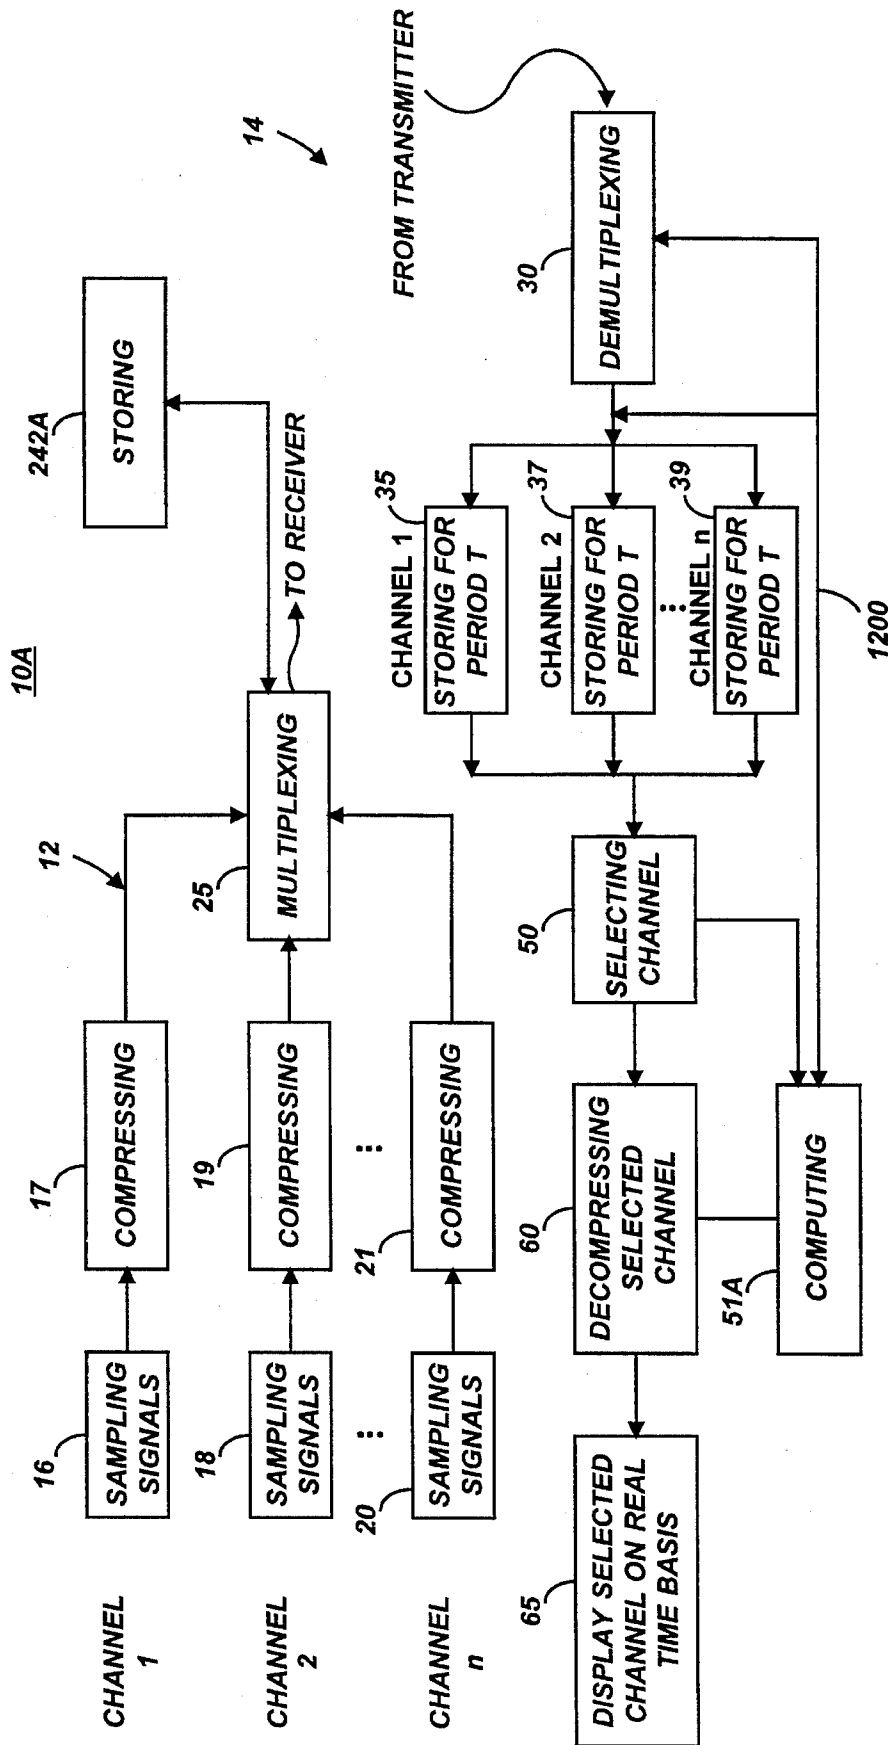 10A
CHANNEL
1
16
SAMPLING
SIGNALS
17
COMPRESSING
12
242A
STORING
CHANNEL
2
18
SAMPLING
SIGNALS
19
COMPRESSING
25
MULTIPLEXING
TO RECEIVER
14
CHANNEL
n
20
SAMPLING
SIGNALS
21
COMPRESSING
FROM TRANSMITTER
CHANNEL 1
35
STORING FOR
PERIOD T
65
DISPLAY SELECTED
CHANNEL ON REAL
TIME BASIS
60
DECOMPRESSING
SELECTED
CHANNEL
50
SELECTING
CHANNEL
CHANNEL 2
37
STORING FOR
PERIOD T
30
DEMULTIPLEXING
CHANNEL n
39
STORING FOR
PERIOD T
51A
COMPUTING
1200